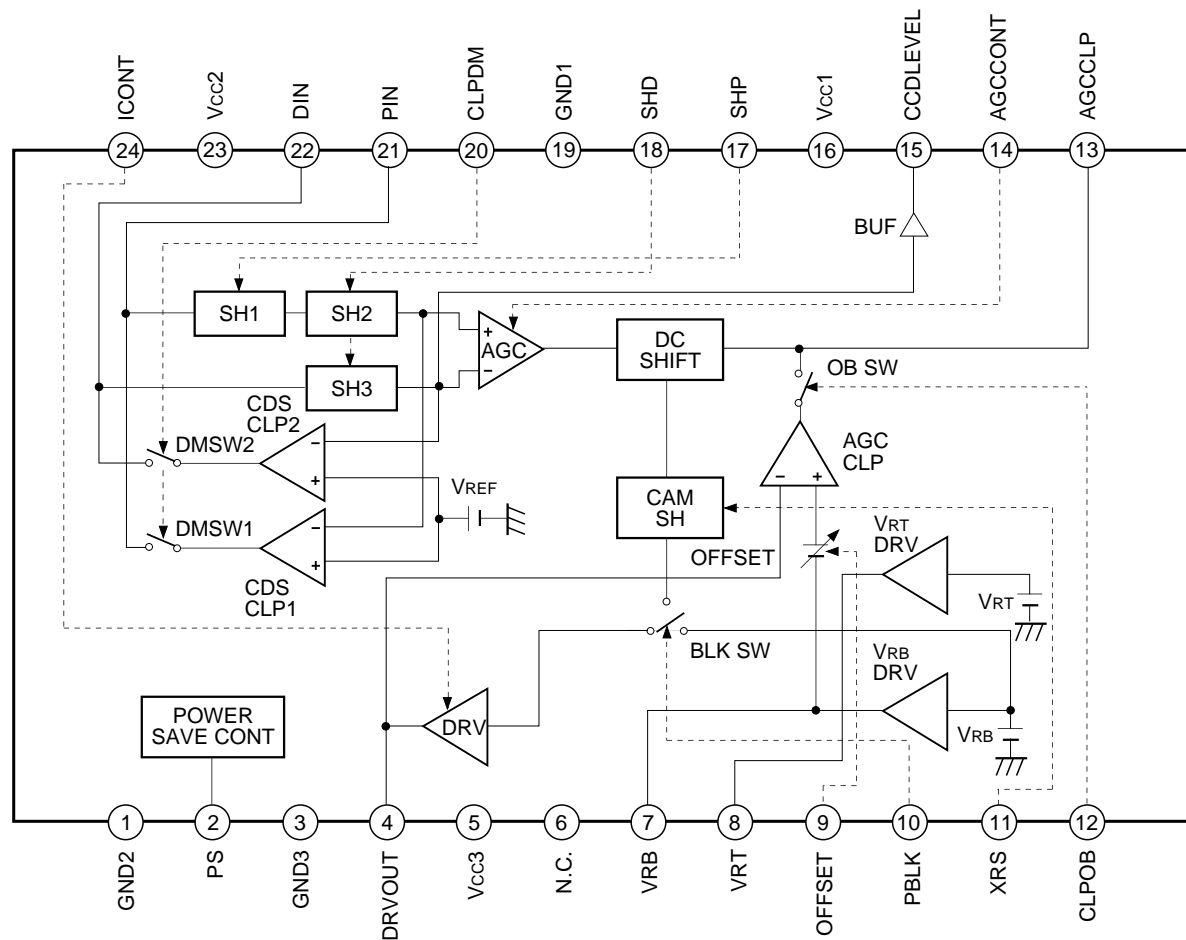 ICONT
Vcc2
DIN
PIN
CLPDM
GND1
SHD
SHP
Vcc1
CCDLEVEL
AGCCONT
AGCCLP
24
23
22
21
20
19
18
17
16
15
14
13
BUF
SH1
SH2
SH3
+
AGC
–
DC
SHIFT
OB SW
CDS
CLP2
DMSW2
–
+
AGC
CLP
–
+
VREF
CAM
SH
DMSW1
–
+
CDS
CLP1
OFFSET
VRT
DRV
VRT
BLK SW
VRB
DRV
VRB
DRV
POWER
SAVE CONT
1
2
3
4
5
6
7
8
9
10
11
12
GND2
PS
GND3
DRVOUT
Vcc3
N.C.
VRB
VRT
OFFSET
PBLK
XRS
CLPOB